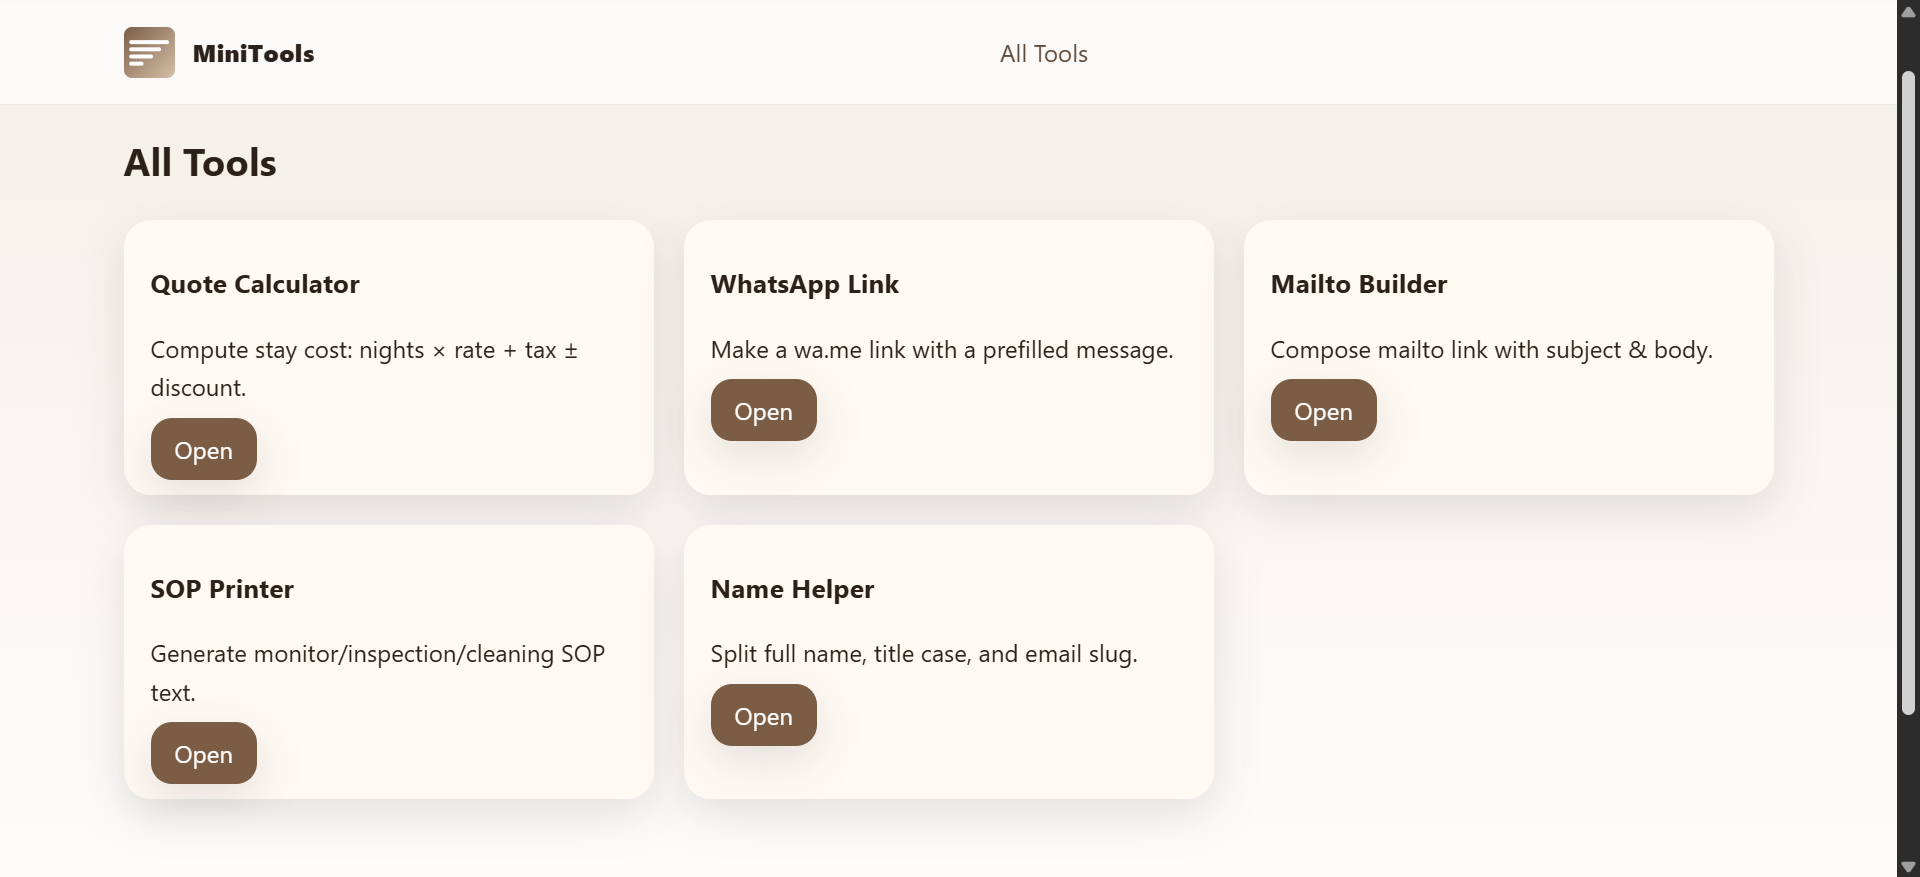 MiniTools
All Tools
All Tools
Quote Calculator
Compute stay cost: nights × rate + tax ±
discount.
Open
WhatsApp Link
Make a wa.me link with a prefilled message.
Open
Mailto Builder
Compose mailto link with subject & body.
Open
SOP Printer
Generate monitor/inspection/cleaning SOP
text.
Open
Name Helper
Split full name, title case, and email slug.
Open